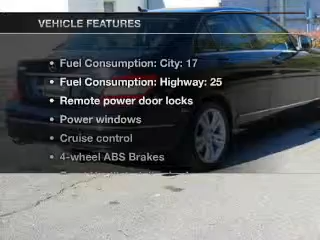 VEHICLE FEATURES
• Fuel Consumption: City: 17
• Fuel Consumption: Highway: 25
• Remote power door locks
• Power windows
• Cruise control
• 4-wheel ABS Brakes